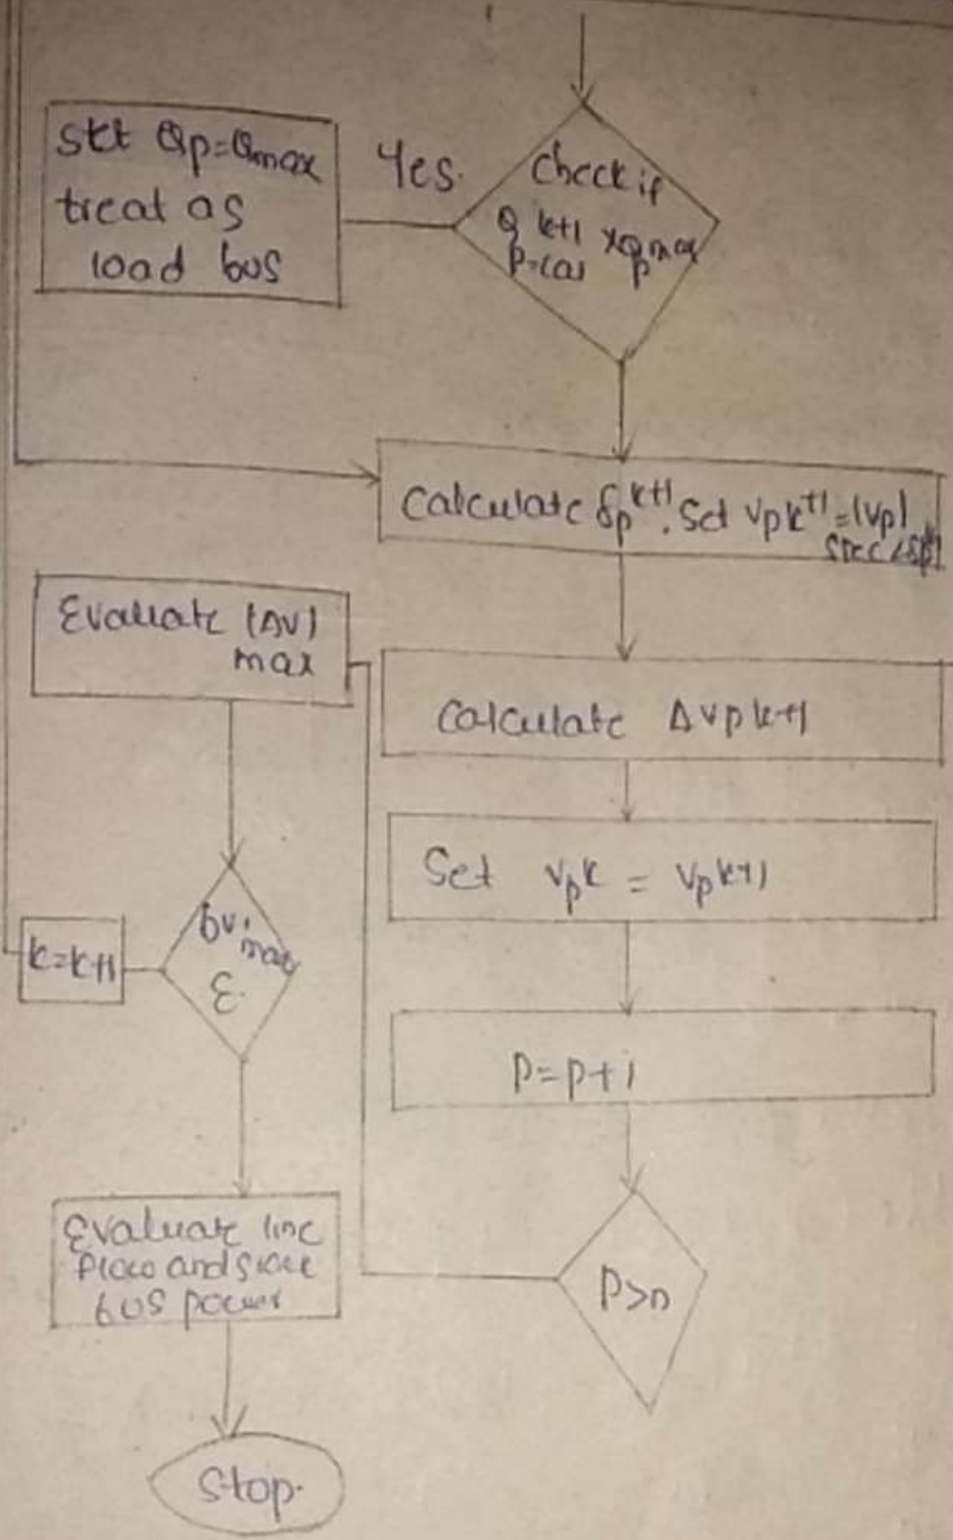 Set Qp=Qmax
treat as
load bus
Yes.
Check if
Q k+1 >Qp max
p=cal
Calculate δp k+1. Set Vp k+1=|Vp|
spec
Calculate ΔVp k+1
Set Vp k = Vp k+1
P=P+1
P>n
Evaluate |ΔV|
max
max
ε.
k=k+1
Evaluate line
flow and slack
bus power
Stop.